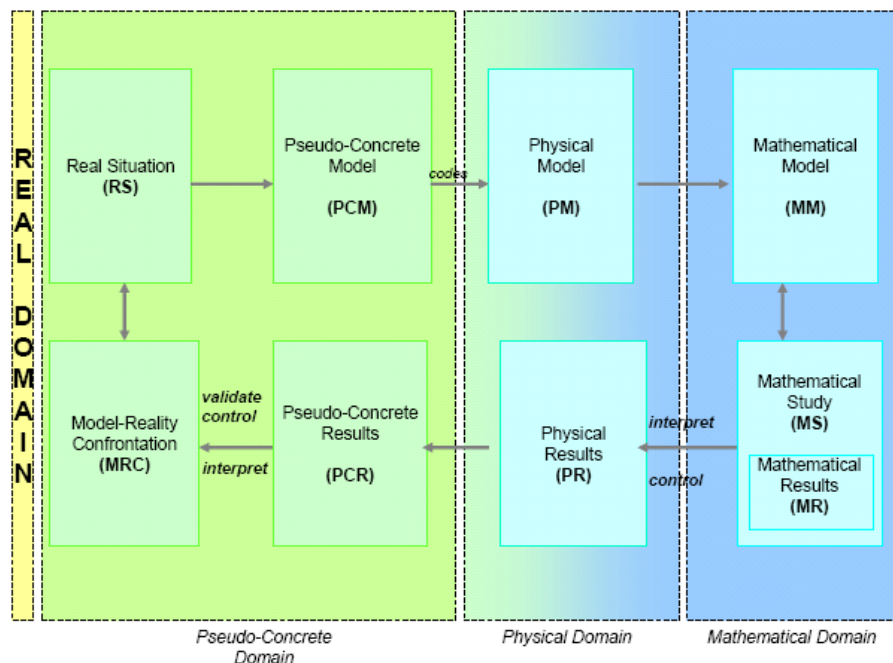 REAL DOMAIN
Real Situation
(RS)
Pseudo-Concrete
Model
(PCM)
codes
Physical
Model
(PM)
Mathematical
Model
(MM)
Model-Reality
Confrontation
(MRC)
validate
control
interpret
Pseudo-Concrete
Results
(PCR)
Physical
Results
(PR)
interpret
control
Mathematical
Study
(MS)
Mathematical
Results
(MR)
Pseudo-Concrete
Domain
Physical Domain
Mathematical Domain